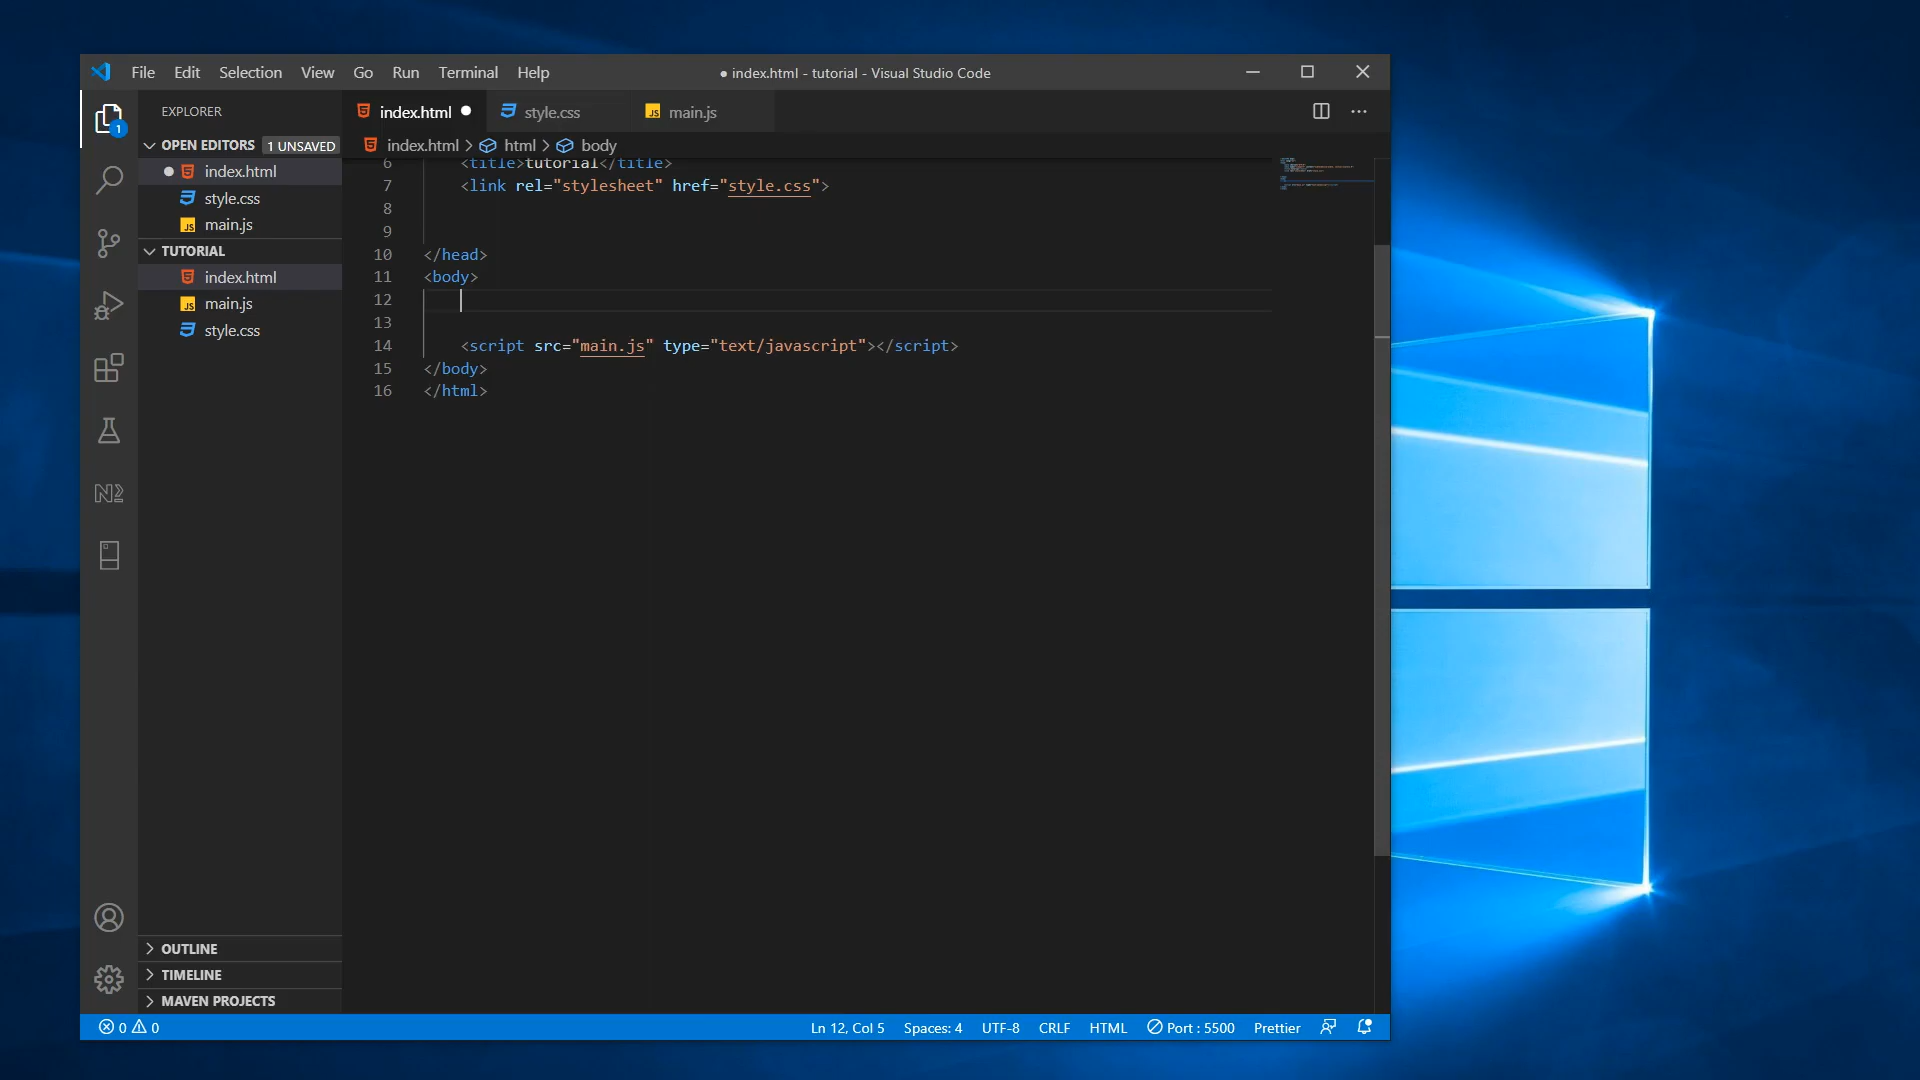 File Edit Selection View Go Run Terminal Help
● index.html - tutorial - Visual Studio Code
1
EXPLORER
OPEN EDITORS 1 UNSAVED
index.html
style.css
main.js
TUTORIAL
index.html
main.js
style.css
OUTLINE
TIMELINE
MAVEN PROJECTS
index.html ● style.css main.js
index.html > html > body
6 <title>tutorial</title>
7 <link rel="stylesheet" href="style.css">
8
9
10 </head>
11 <body>
12
13
14 <script src="main.js" type="text/javascript"></script>
15 </body>
16 </html>
0 0 Ln 12, Col 5 Spaces: 4 UTF-8 CRLF HTML Port : 5500 Prettier